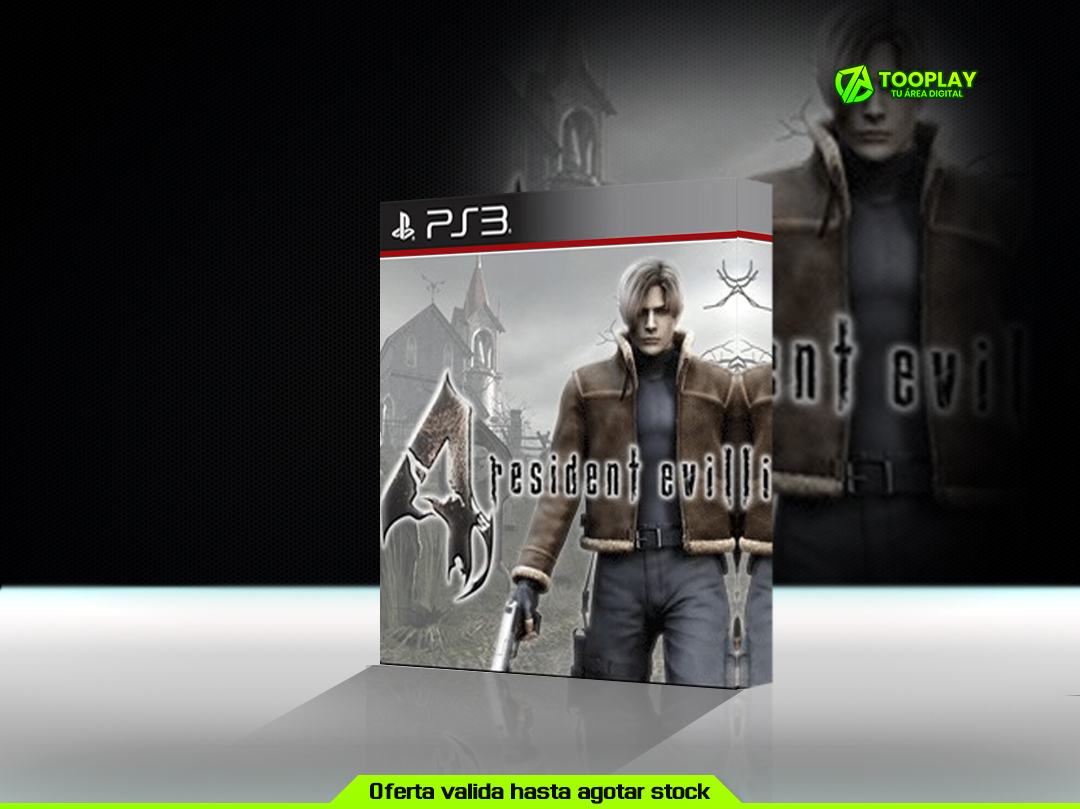 TOOPLAY
TU ÁREA DIGITAL
PS3
4 resident evil
ent evil
Oferta valida hasta agotar stock